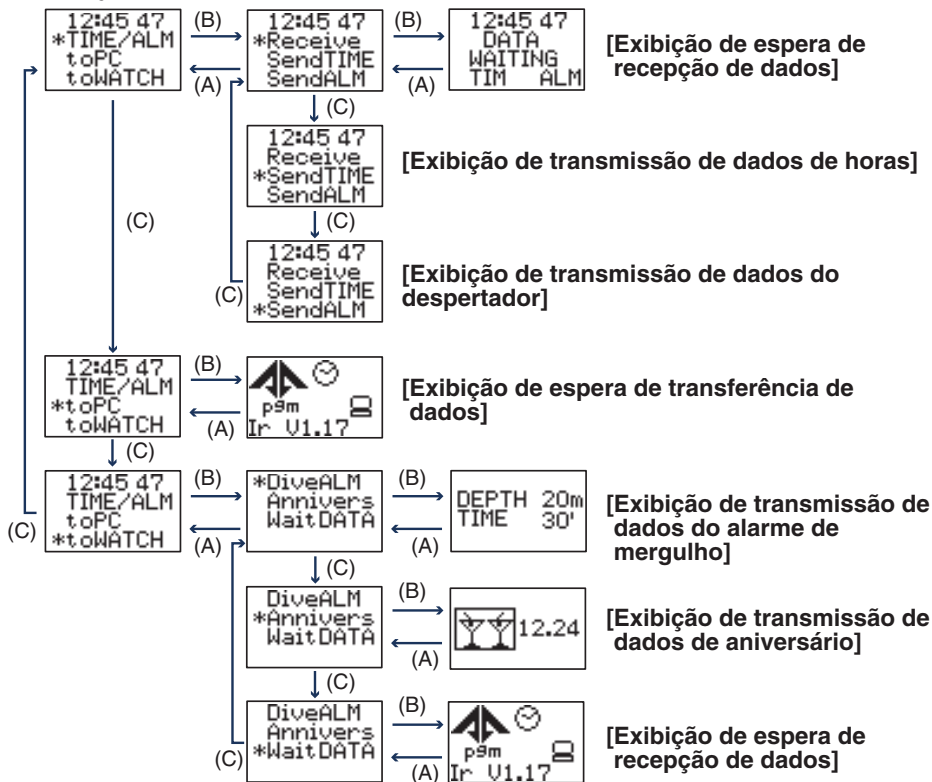 12:45 47
*TIME/ALM
toPC
toWATCH
(B)
(A)
12:45 47
*Receive
SendTIME
SendALM
(B)
(A)
12:45 47
DATA
WAITING
TIM ALM
[Exibição de espera de
recepção de dados]
(C)
12:45 47
Receive
*SendTIME
SendALM
[Exibição de transmissão de dados de horas]
(C)
(C)
12:45 47
Receive
SendTIME
*SendALM
(C)
[Exibição de transmissão de dados do
despertador]
12:45 47
TIME/ALM
*toPC
toWATCH
(B)
(A)
p9m
Ir V1.17
[Exibição de espera de transferência de
dados]
(C)
12:45 47
TIME/ALM
toPC
*toWATCH
(C)
(B)
(A)
*DiveALM
Annivers
WaitDATA
(B)
(A)
DEPTH 20m
TIME 30'
[Exibição de transmissão de
dados do alarme de
mergulho]
(C)
DiveALM
*Annivers
WaitDATA
(B)
(A)
12.24
[Exibição de transmissão de
dados de aniversário]
(C)
DiveALM
Annivers
*WaitDATA
(C)
(B)
(A)
p9m
Ir V1.17
[Exibição de espera de
recepção de dados]